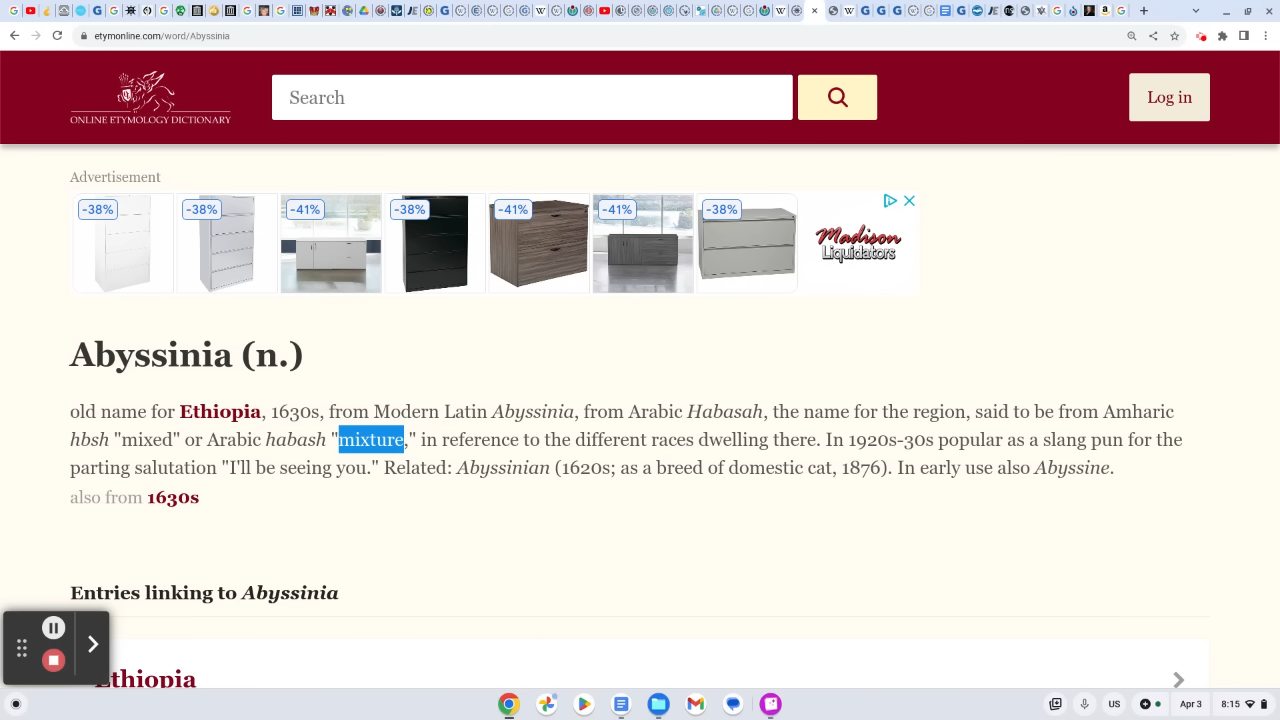 etymonline.com/word/Abyssinia
ONLINE ETYMOLOGY DICTIONARY
Search
Log in
Advertisement
-38% -38% -41% -38% -41% -41% -38%
Madison
Liquidators
Abyssinia (n.)
old name for Ethiopia, 1630s, from Modern Latin Abyssinia, from Arabic Habasah, the name for the region, said to be from Amharic
hbsh "mixed" or Arabic habash "mixture," in reference to the different races dwelling there. In 1920s-30s popular as a slang pun for the
parting salutation "I'll be seeing you." Related: Abyssinian (1620s; as a breed of domestic cat, 1876). In early use also Abyssine.
also from 1630s
Entries linking to Abyssinia
Ethiopia
US Apr 3 8:15